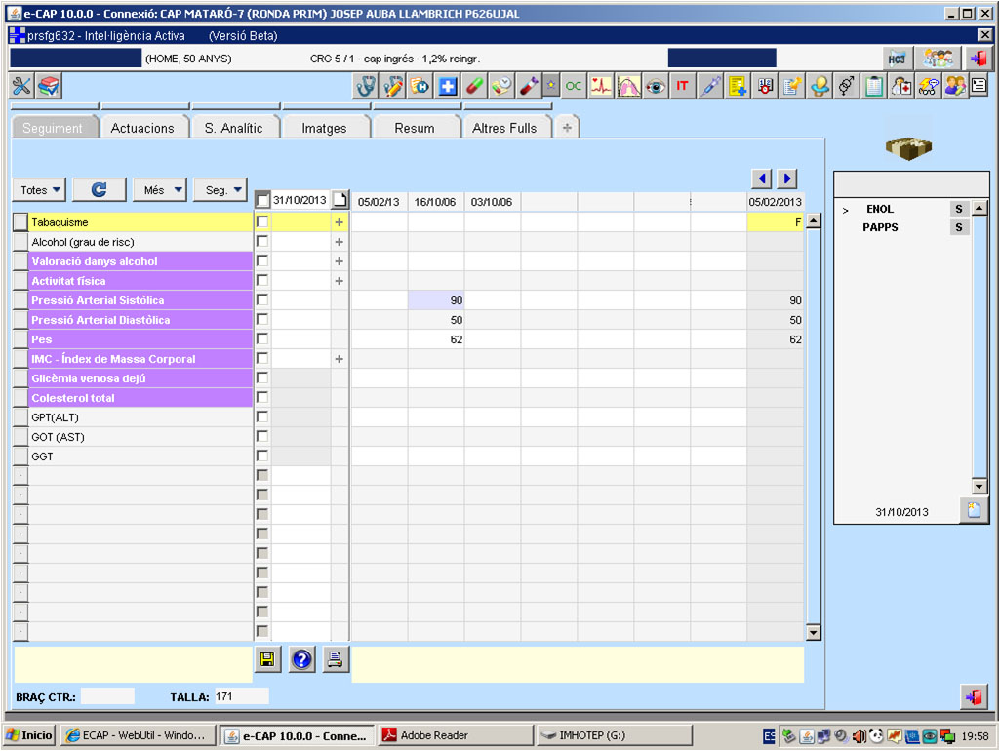 e-CAP 10.0.0 - Connexió: CAP MATARÓ-7 (RONDA PRIM) JOSEP AUBA LLAMBRICH P626UJAL
prsfg632 - Intel·ligència Activa (Versió Beta)
(HOME, 50 ANYS) CRG 5 / 1 · cap ingrés · 1,2% reingr. HC3
OC IT
Seguiment Actuacions S. Analític Imatges Resum Altres Fulls +
Totes Més Seg.
31/10/2013 05/02/13 16/10/06 03/10/06 05/02/2013
Tabaquisme + F
Alcohol (grau de risc) +
Valoració danys alcohol +
Activitat física +
Pressió Arterial Sistòlica 90 90
Pressió Arterial Diastòlica 50 50
Pes 62 62
IMC - Índex de Massa Corporal +
Glicèmia venosa dejú
Colesterol total
GPT(ALT)
GOT (AST)
GGT
> ENOL S
PAPPS S
31/10/2013
BRAÇ CTR.: TALLA: 171
Inicio ECAP - WebUtil - Windo... e-CAP 10.0.0 - Conne... Adobe Reader IMHOTEP (G:) ES 19:58